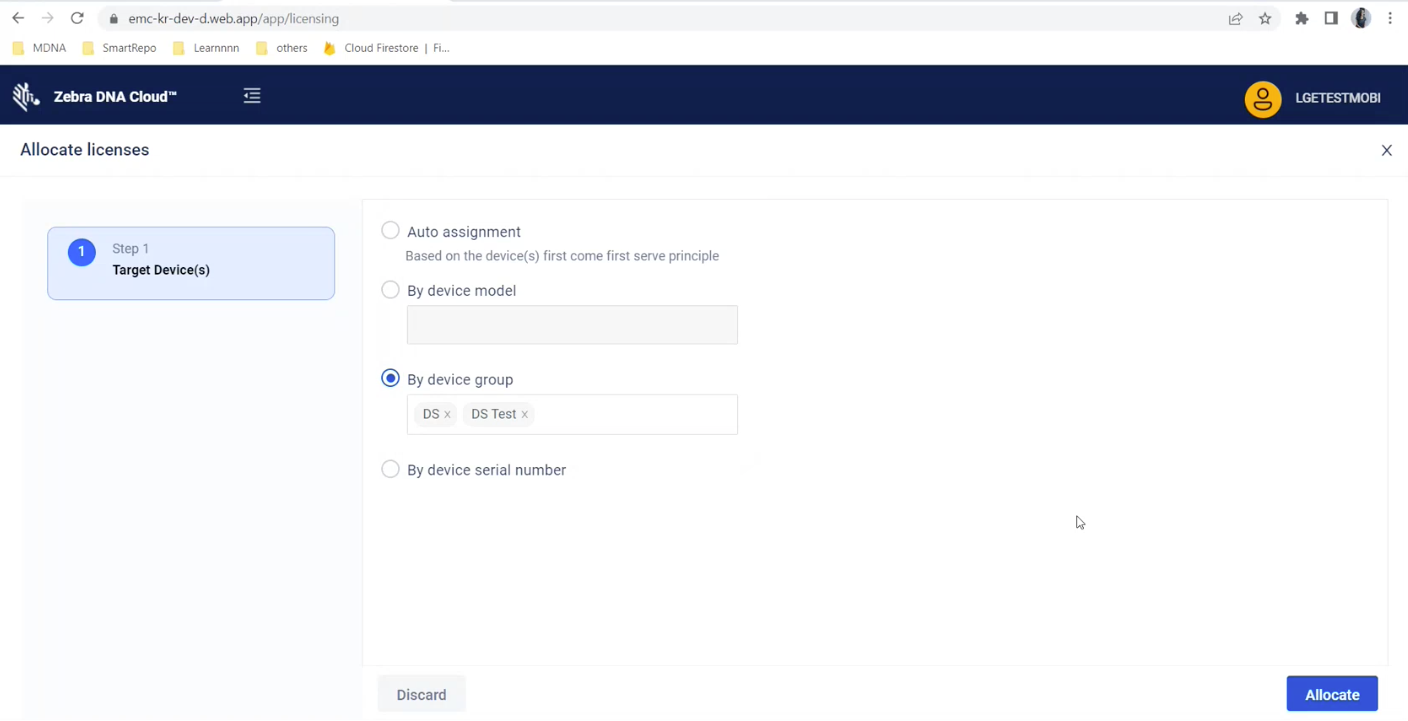 emc-kr-dev-d.web.app/app/licensing
MDNA SmartRepo Learnnnn others Cloud Firestore | Fi...
Zebra DNA Cloud™ LGETESTMOBI
Allocate licenses
1 Step 1
Target Device(s)
Auto assignment
Based on the device(s) first come first serve principle
By device model
By device group
DS x DS Test x
By device serial number
Discard Allocate